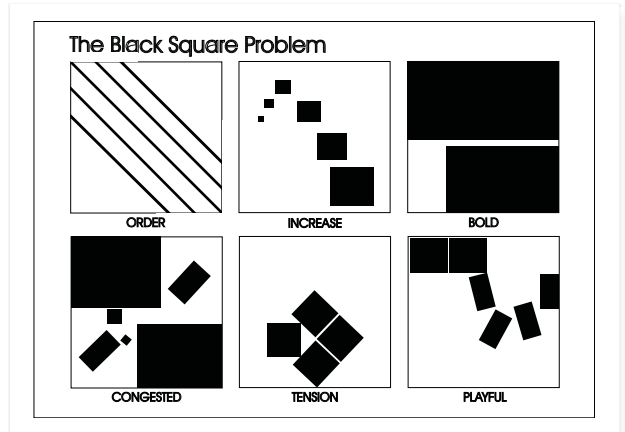 The Black Square Problem
ORDER
INCREASE
BOLD
CONGESTED
TENSION
PLAYFUL